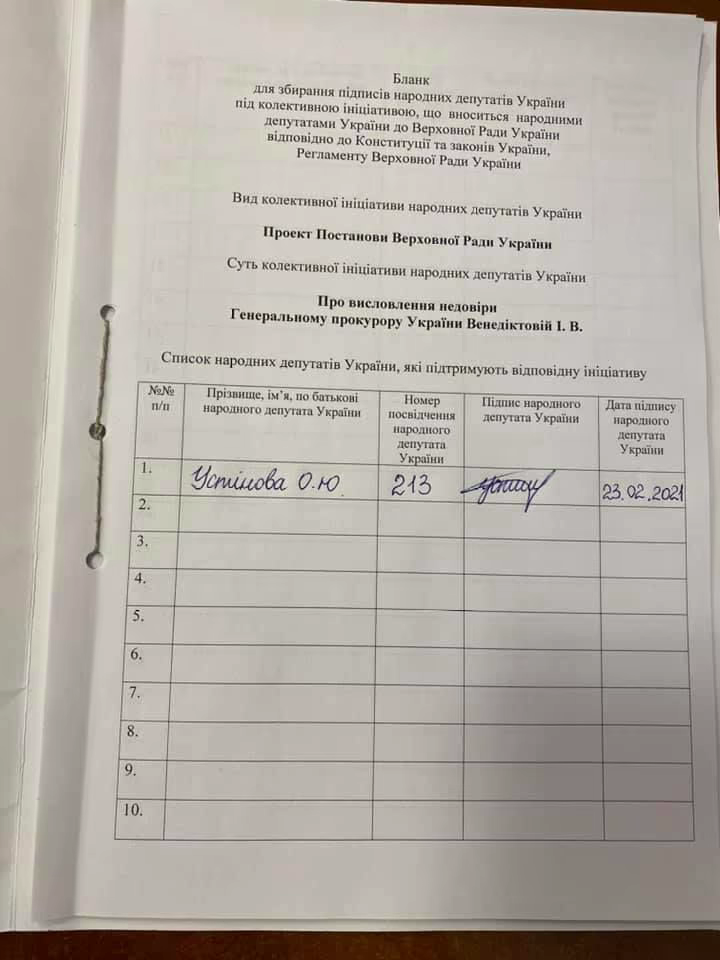 Бланк
для збирання підписів народних депутатів України
під колективною ініціативою, що вноситься народними
депутатами України до Верховної Ради України
відповідно до Конституції та законів України,
Регламенту Верховної Ради України
Вид колективної ініціативи народних депутатів України
Проект Постанови Верховної Ради України
Суть колективної ініціативи народних депутатів України
Про висловлення недовіри
Генеральному прокурору України Венедіктовій І. В.
Список народних депутатів України, які підтримують відповідну ініціативу
№№ п/п | Прізвище, ім’я, по батькові народного депутата України | Номер посвідчення народного депутата України | Підпис народного депутата України | Дата підпису народного депутата України
1. Устінова О.Ю. 213 23.02.2021
2.
3.
4.
5.
6.
7.
8.
9.
10.